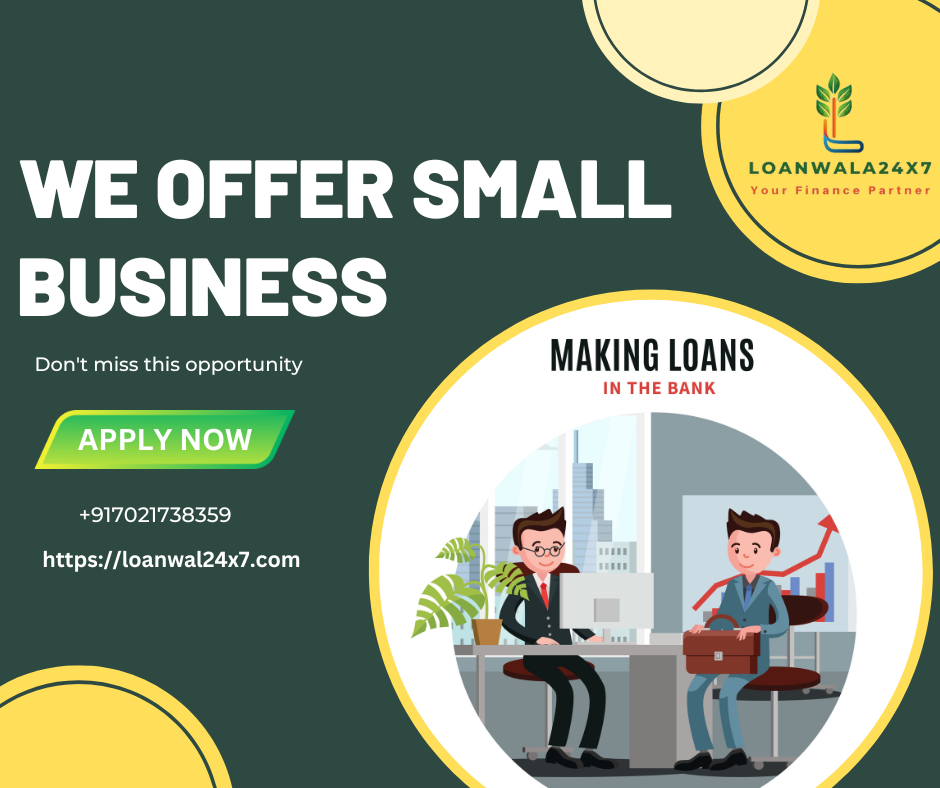 LOANWALA24X7
Your Finance Partner
WE OFFER SMALL
BUSINESS
Don't miss this opportunity
APPLY NOW
+917021738359
https://loanwal24x7.com
MAKING LOANS
IN THE BANK